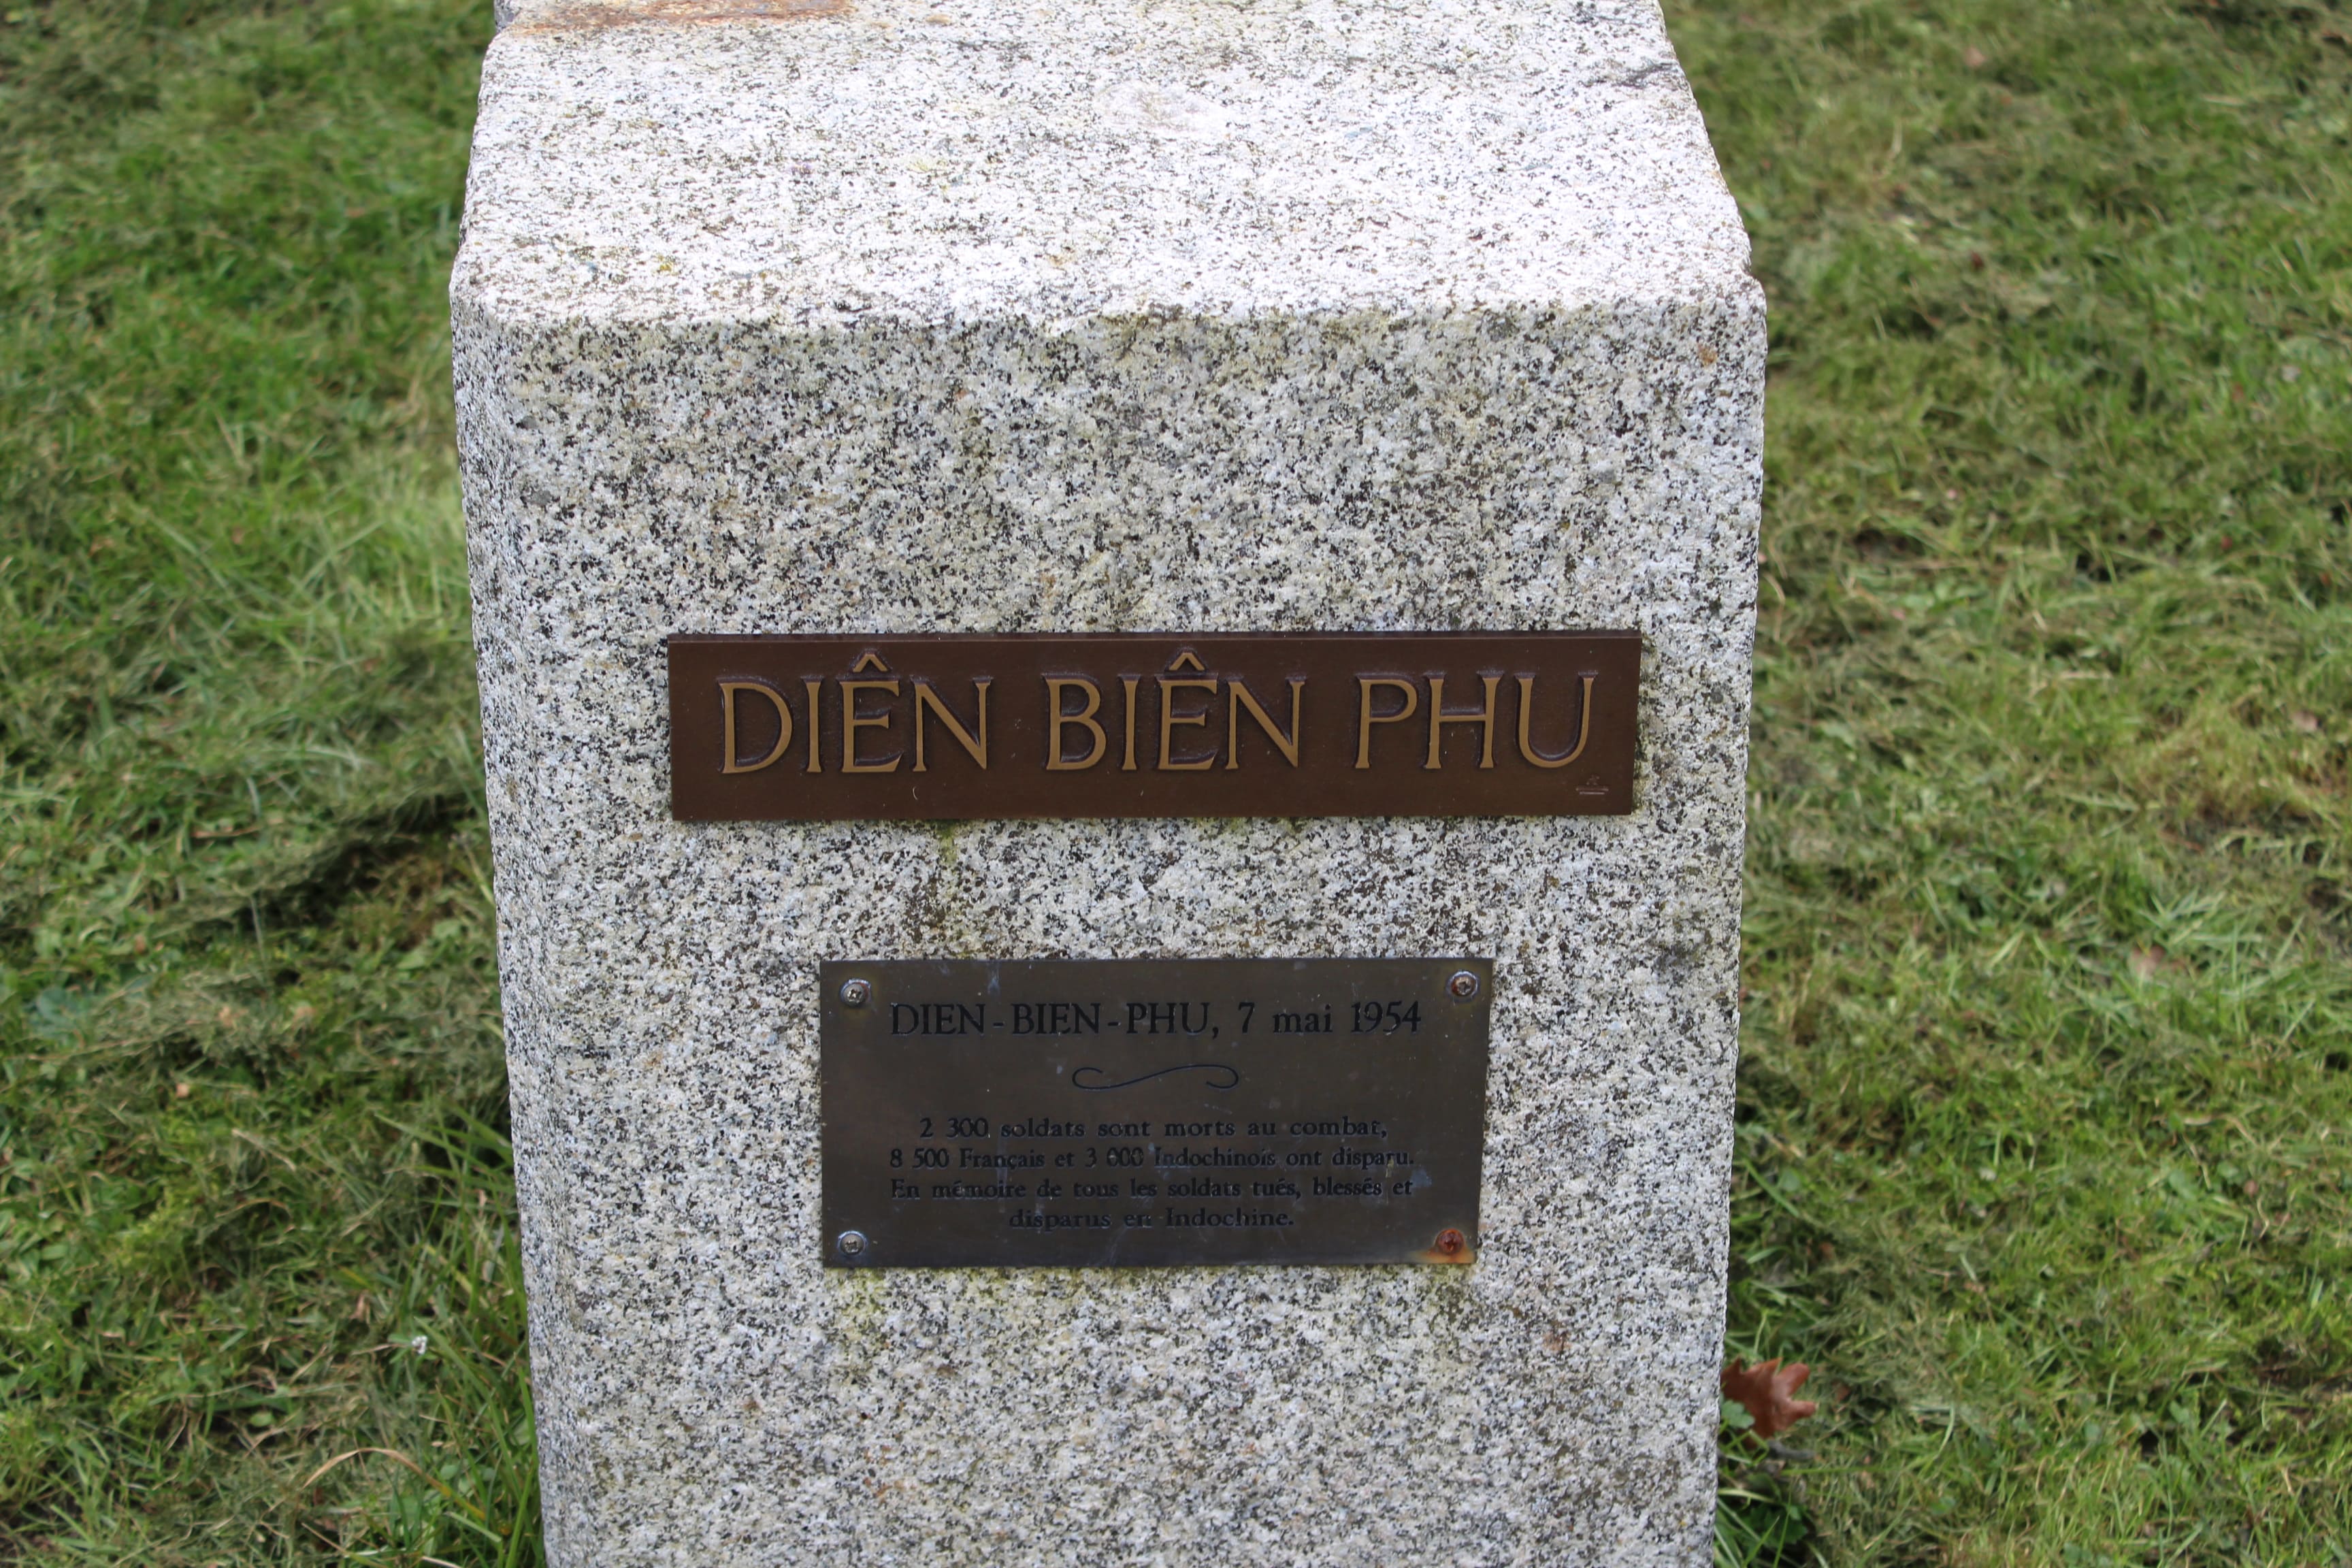 DIÊN BIÊN PHU
DIEN-BIEN-PHU, 7 mai 1954
2 300 soldats sont morts au combat,
8 500 Français et 3 000 Indochinois ont disparu.
En mémoire de tous les soldats tués, blessés et
disparus en Indochine.